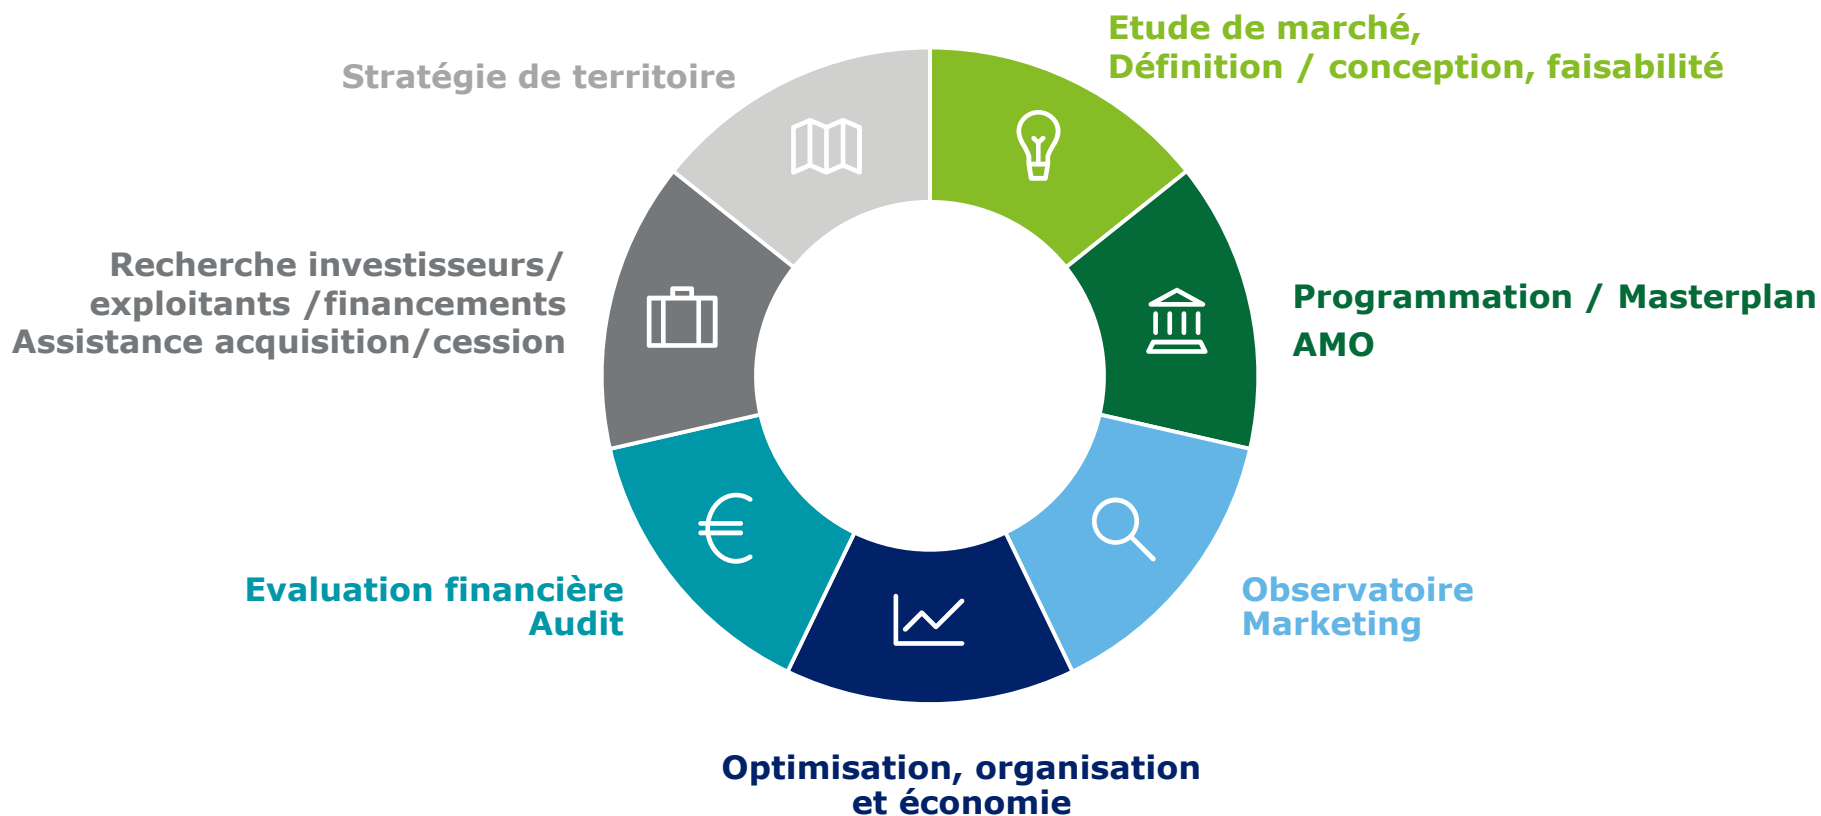 Stratégie de territoire
Etude de marché,
Définition / conception, faisabilité
Recherche investisseurs/
exploitants /financements
Assistance acquisition/cession
Programmation / Masterplan
AMO
Evaluation financière
Audit
Observatoire
Marketing
Optimisation, organisation
et économie